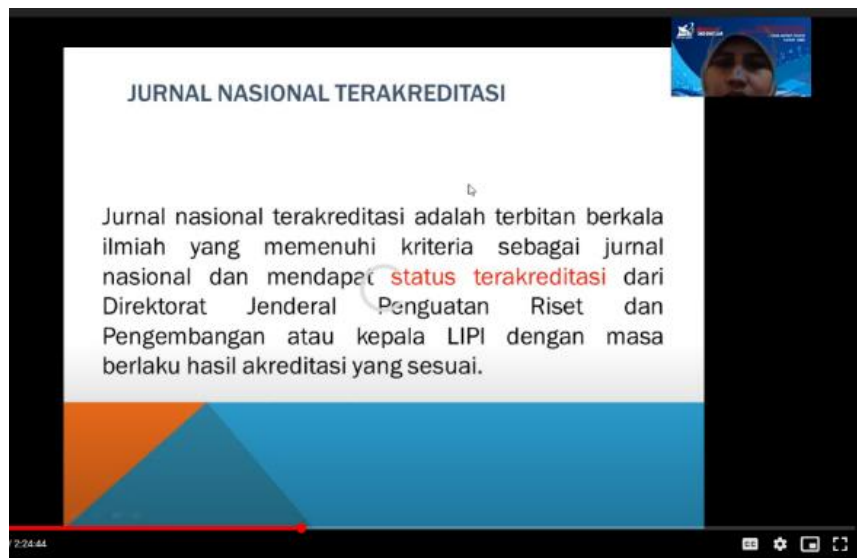 JURNAL NASIONAL TERAKREDITASI
Jurnal nasional terakreditasi adalah terbitan berkala
ilmiah yang memenuhi kriteria sebagai jurnal
nasional dan mendapat status terakreditasi dari
Direktorat Jenderal Penguatan Riset dan
Pengembangan atau kepala LIPI dengan masa
berlaku hasil akreditasi yang sesuai.
/ 2:24:44
CC